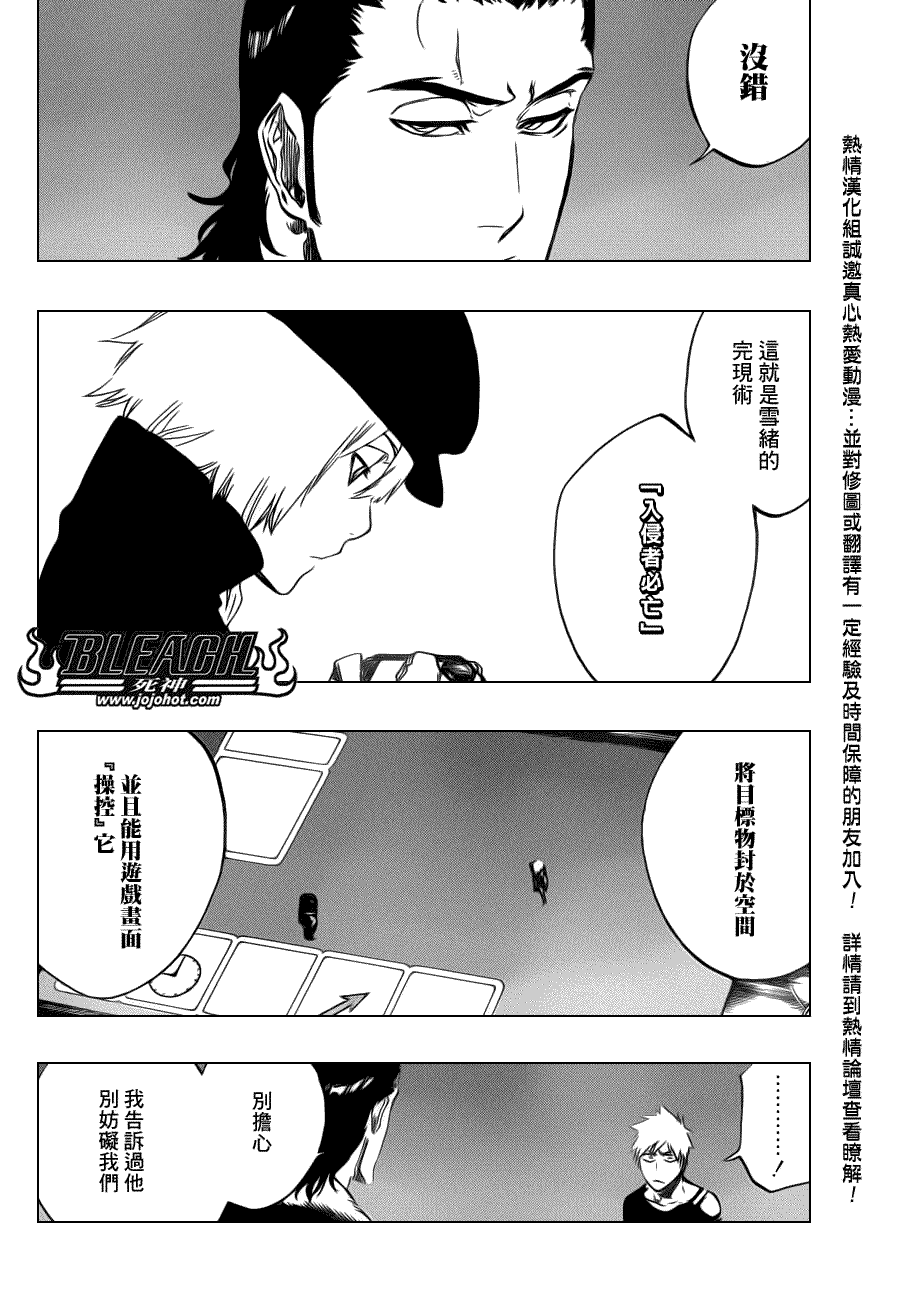 沒錯
這就是雪緒的
完現術
『入侵者必亡』
BLEACH
死神
www.jojohot.com
將目標物封於空間
並且能用遊戲畫面
『操控』它
………！
別擔心
我告訴過他
別妨礙我們
熱情漢化組誠邀真心熱愛動漫…並對修圖或翻譯有一定經驗及時間保障的朋友加入！ 詳情請到熱情論壇查看瞭解！